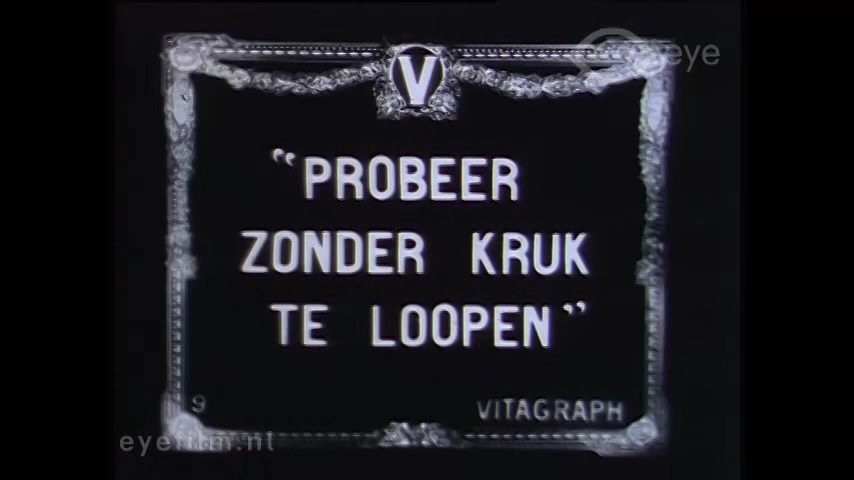 eye
V
“PROBEER
ZONDER KRUK
TE LOOPEN”
9
VITAGRAPH
eyefilm.nl